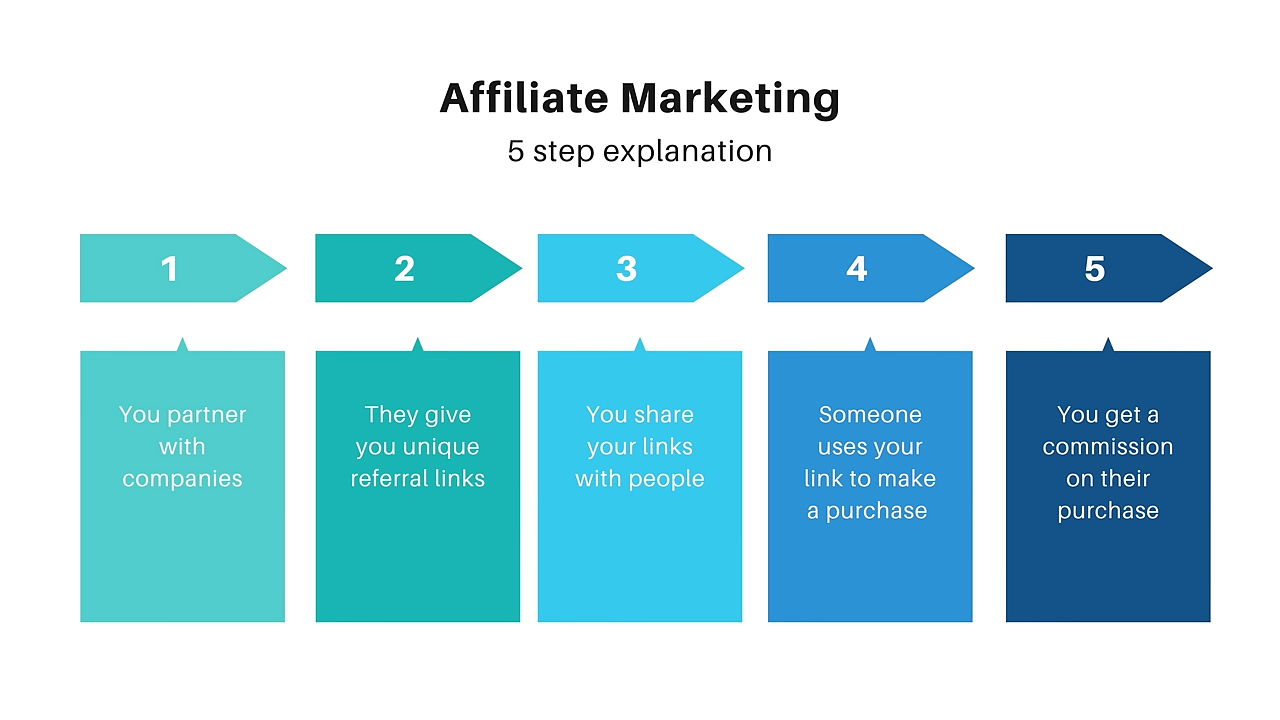 Affiliate Marketing
5 step explanation
1
2
3
4
5
You partner
with
companies
They give
you unique
referral links
You share
your links
with people
Someone
uses your
link to make
a purchase
You get a
commission
on their
purchase